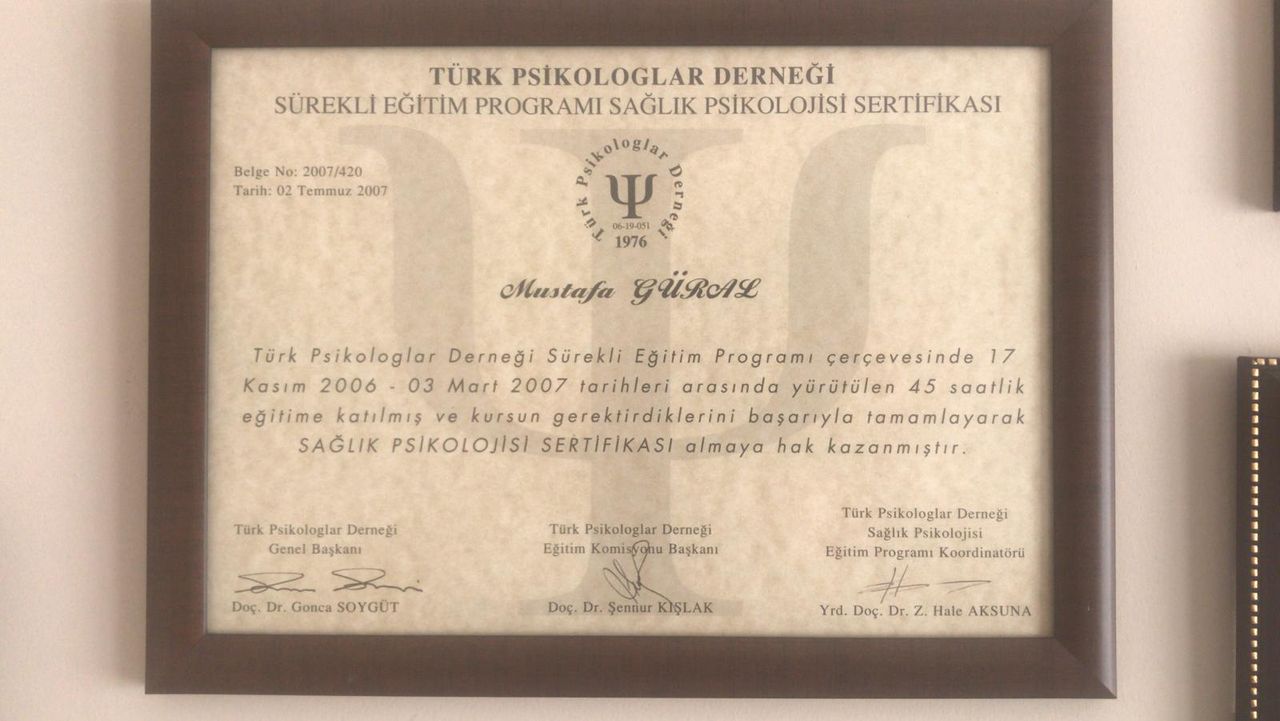 TÜRK PSİKOLOGLAR DERNEĞİ
SÜREKLİ EĞİTİM PROGRAMI SAĞLIK PSİKOLOJİSİ SERTİFİKASI
Belge No: 2007/420
Tarih: 02 Temmuz 2007
Türk Psikologlar Derneği
Ψ
06-19-051
1976
Mustafa GÜRAL
Türk Psikologlar Derneği Sürekli Eğitim Programı çerçevesinde 17
Kasım 2006 - 03 Mart 2007 tarihleri arasında yürütülen 45 saatlik
eğitime katılmış ve kursun gerektirdiklerini başarıyla tamamlayarak
SAĞLIK PSİKOLOJİSİ SERTİFİKASI almaya hak kazanmıştır.
Türk Psikologlar Derneği
Genel Başkanı
Doç. Dr. Gonca SOYGÜT
Türk Psikologlar Derneği
Eğitim Komisyonu Başkanı
Doç. Dr. Şennur KIŞLAK
Türk Psikologlar Derneği
Sağlık Psikolojisi
Eğitim Programı Koordinatörü
Yrd. Doç. Dr. Z. Hale AKSUNA